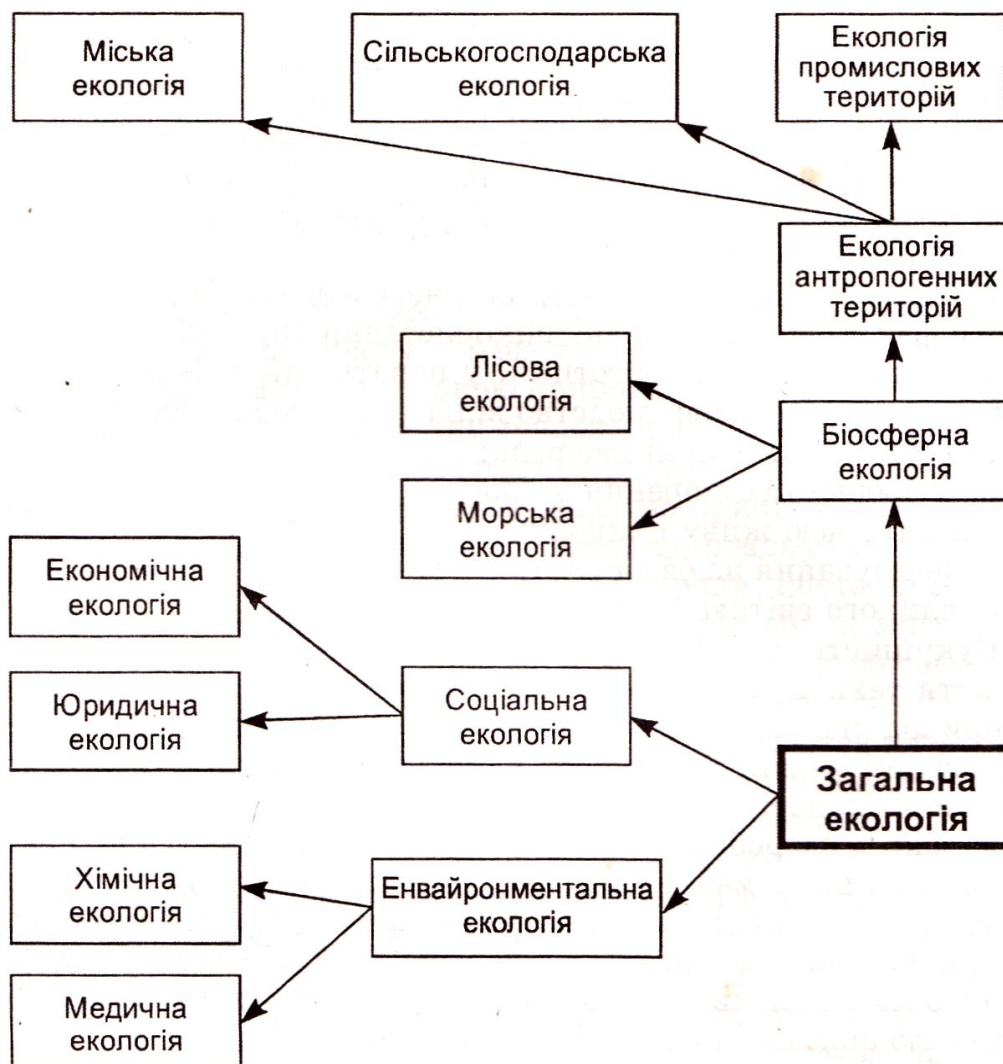 Міська
екологія
Сільськогосподарська
екологія
Екологія
промислових
територій
Екологія
антропогенних
територій
Лісова
екологія
Біосферна
екологія
Морська
екологія
Економічна
екологія
Юридична
екологія
Соціальна
екологія
Загальна
екологія
Хімічна
екологія
Енвайронментальна
екологія
Медична
екологія